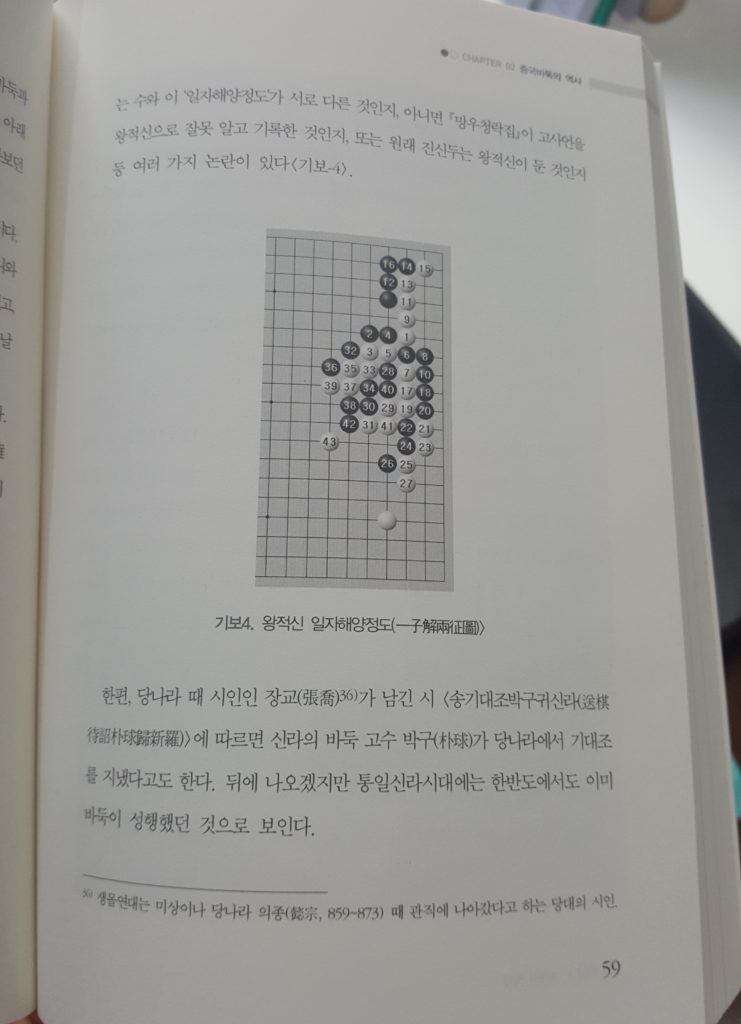 CHAPTER 02 중국바둑의 역사
는 수와 이 '일자해양정도'가 서로 다른 것인지, 아니면 『망우청락집』이 고사언을
왕적신으로 잘못 알고 기록한 것인지, 또는 원래 진신두는 왕적신이 둔 것인지
등 여러 가지 논란이 있다<기보-4>.
16 14 15
12 13
11
9
2 4 1
32 3 5 6 8
36 35 33 28 7 10
39 37 34 40 17 18
38 30 29 19 20
42 31 41 22 21
43 24 23
26 25
27
기보4. 왕적신 일자해양정도(一子解兩征圖)>
한편, 당나라 때 시인인 장교(張喬)36)가 남긴 시 <송기대조박구귀신라(送棋
待詔朴球歸新羅)>에 따르면 신라의 바둑 고수 박구(朴球)가 당나라에서 기대조
를 지냈다고도 한다. 뒤에 나오겠지만 통일신라시대에는 한반도에서도 이미
바둑이 성행했던 것으로 보인다.
36) 생몰연대는 미상이나 당나라 의종(懿宗, 859~873) 때 관직에 나아갔다고 하는 당대의 시인.
59
바둑과
아래
보던
이다.
와
고,
날